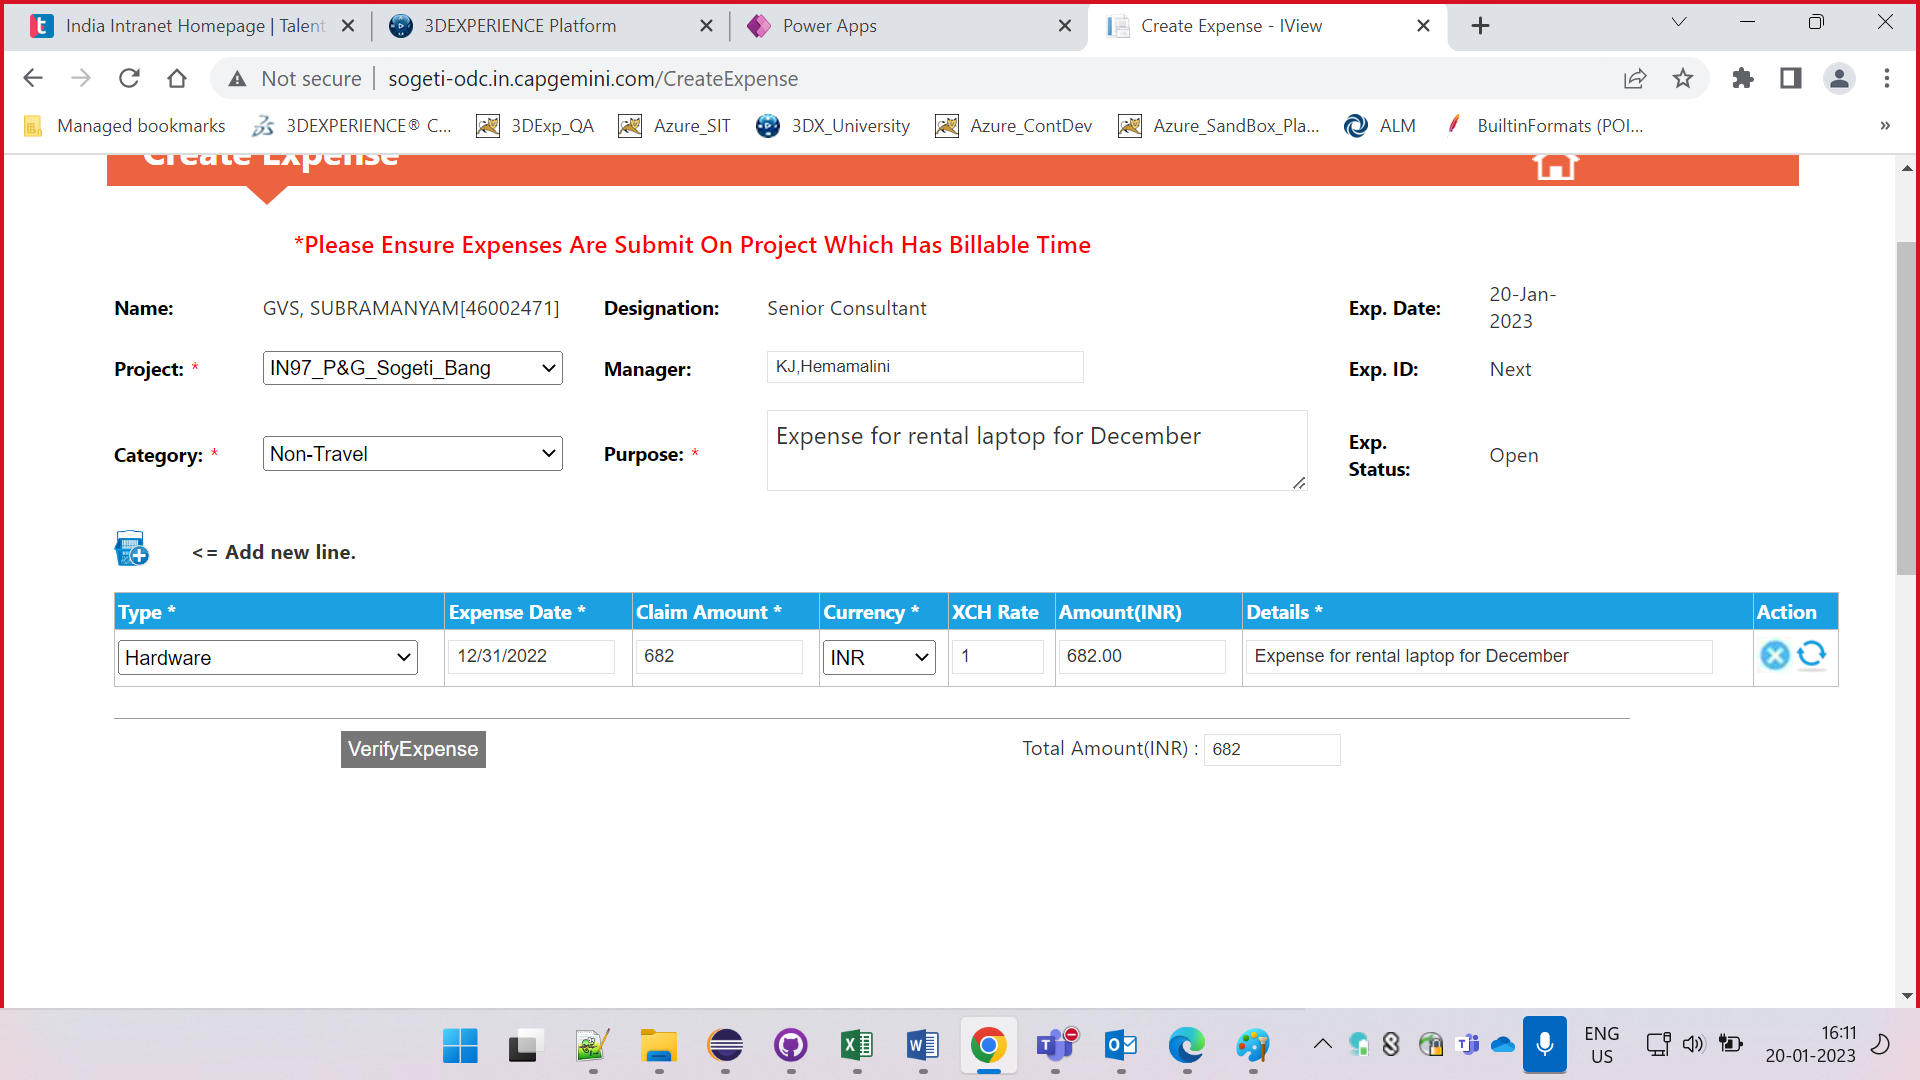 India Intranet Homepage | Talent
3DEXPERIENCE Platform
Power Apps
Create Expense - IView
Not secure
sogeti-odc.in.capgemini.com/CreateExpense
Managed bookmarks
3DEXPERIENCE® C...
3DExp_QA
Azure_SIT
3DX_University
Azure_ContDev
Azure_SandBox_Pla...
ALM
BuiltinFormats (POI...
»
Create Expense
*Please Ensure Expenses Are Submit On Project Which Has Billable Time
Name: GVS, SUBRAMANYAM[46002471] Designation: Senior Consultant Exp. Date: 20-Jan-
2023
Project: * IN97_P&G_Sogeti_Bang Manager: KJ,Hemamalini Exp. ID: Next
Category: * Non-Travel Purpose: * Expense for rental laptop for December Exp.
Status: Open
<= Add new line.
Type * Expense Date * Claim Amount * Currency * XCH Rate Amount(INR) Details * Action
Hardware 12/31/2022 682 INR 1 682.00 Expense for rental laptop for December
VerifyExpense Total Amount(INR) : 682
ENG
US
16:11
20-01-2023